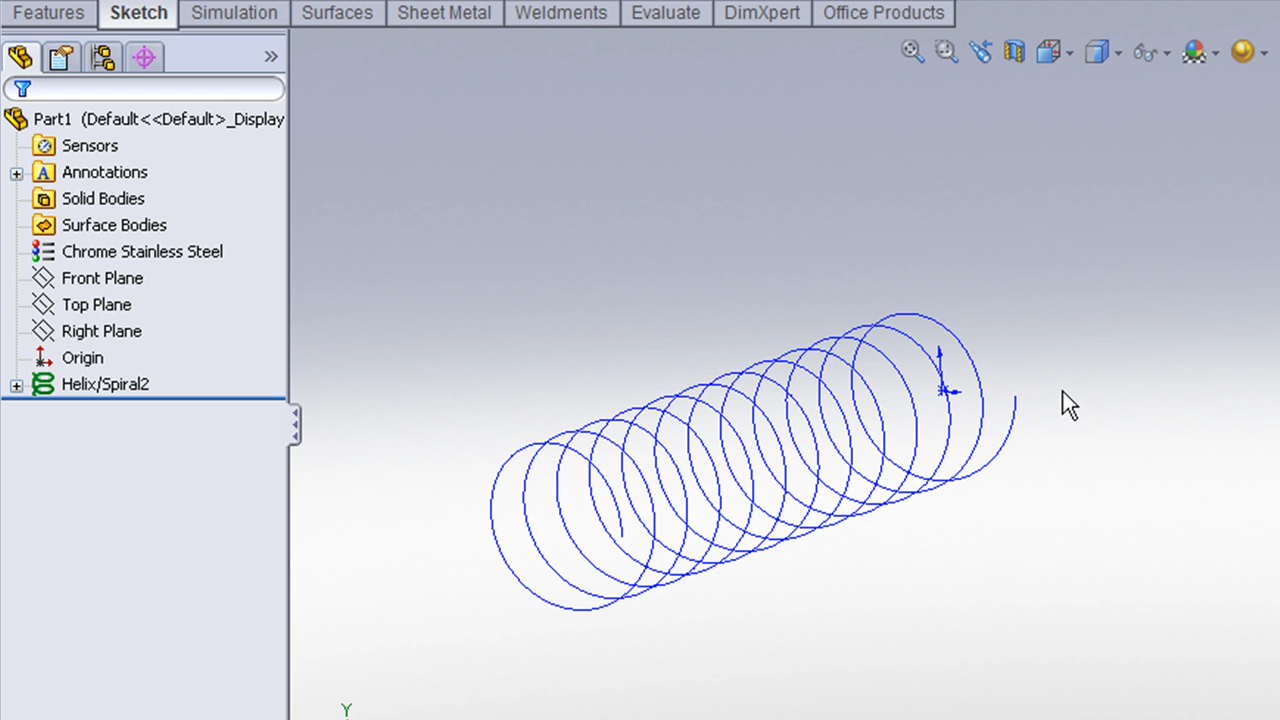 Features Sketch Simulation Surfaces Sheet Metal Weldments Evaluate DimXpert Office Products
»
Part1 (Default<<Default>_Display
Sensors
A Annotations
Solid Bodies
Surface Bodies
Chrome Stainless Steel
Front Plane
Top Plane
Right Plane
Origin
Helix/Spiral2
Y